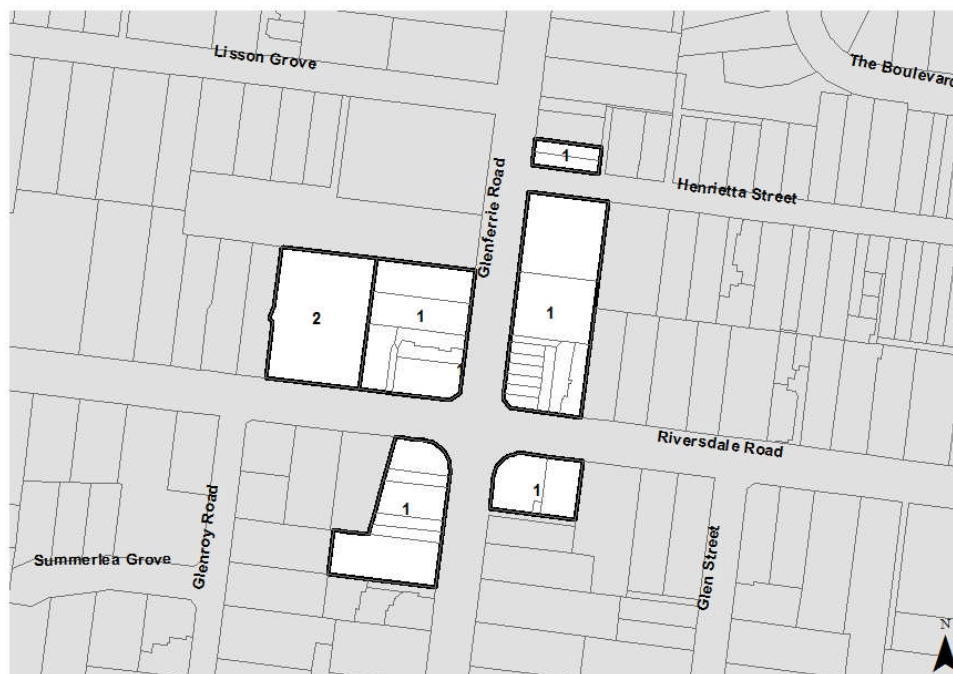 Lisson Grove
The Boulevard
1
Henrietta Street
Glenferrie Road
2
1
1
Riversdale Road
1
1
Glenroy Road
Summerlea Grove
Glen Street
N